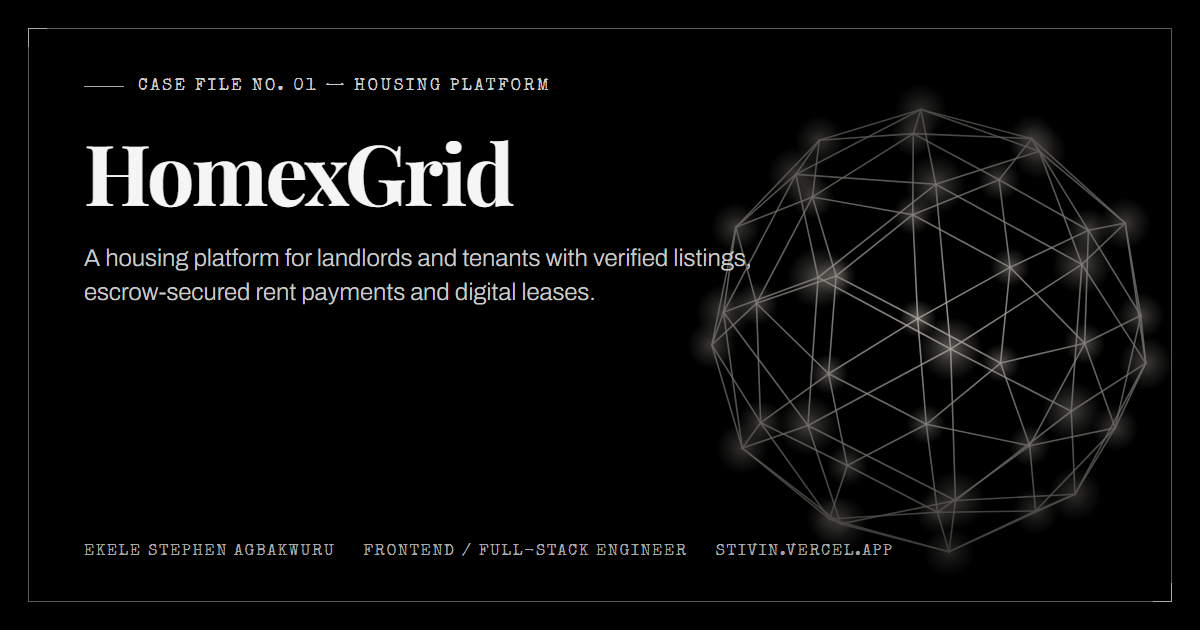 CASE FILE NO. 01 — HOUSING PLATFORM
HomexGrid
A housing platform for landlords and tenants with verified listings,
escrow-secured rent payments and digital leases.
EKELE STEPHEN AGBAKWURU FRONTEND / FULL-STACK ENGINEER STIVIN.VERCEL.APP